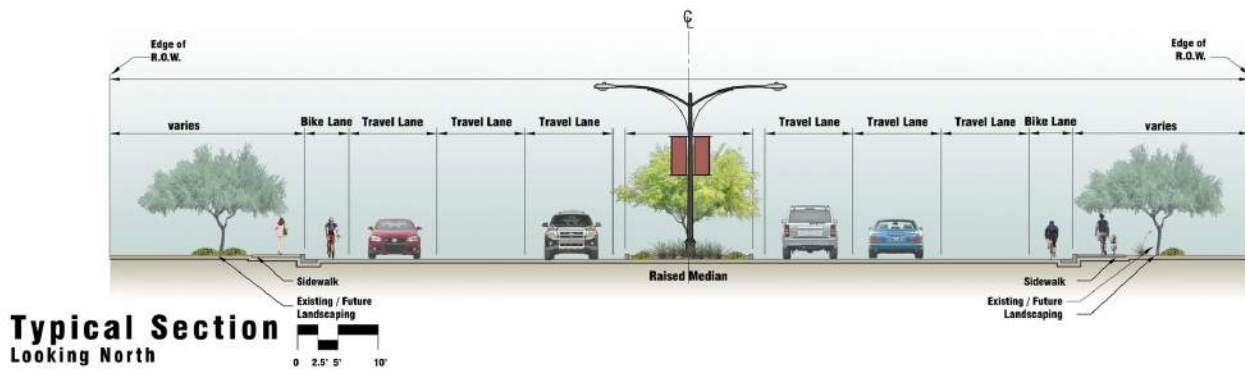 ℄
Edge of
R.O.W.
Edge of
R.O.W.
varies
Bike Lane
Travel Lane
Travel Lane
Travel Lane
Travel Lane
Travel Lane
Travel Lane
Bike Lane
varies
Raised Median
Sidewalk
Existing / Future
Landscaping
Sidewalk
Existing / Future
Landscaping
Typical Section
Looking North
0 2.5' 5' 10'